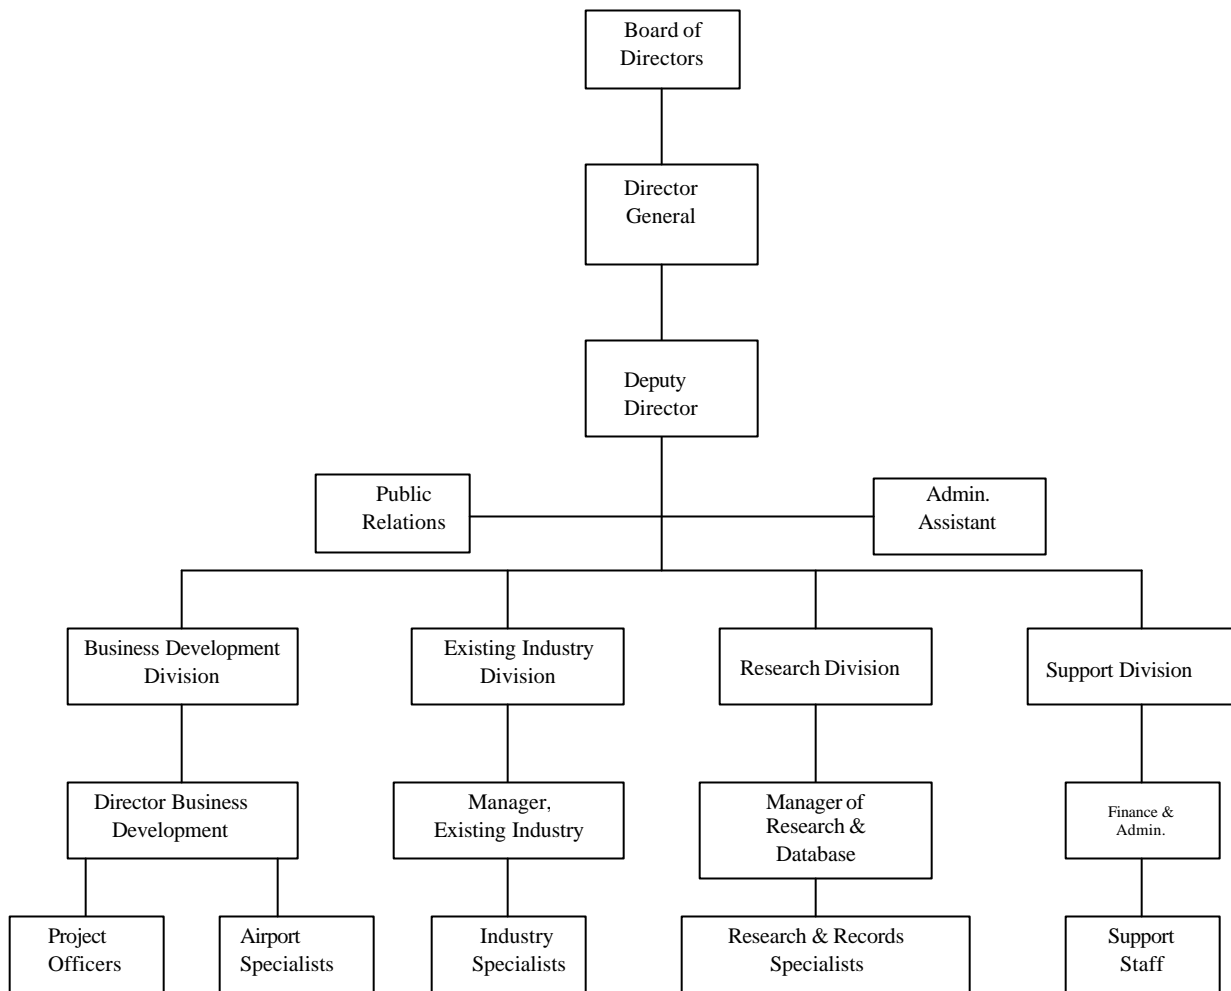 Board of
Directors
Director
General
Deputy
Director
Public
Relations
Admin.
Assistant
Business Development
Division
Existing Industry
Division
Research Division
Support Division
Director Business
Development
Manager,
Existing Industry
Manager of
Research &
Database
Finance &
Admin.
Project
Officers
Airport
Specialists
Industry
Specialists
Research & Records
Specialists
Support
Staff